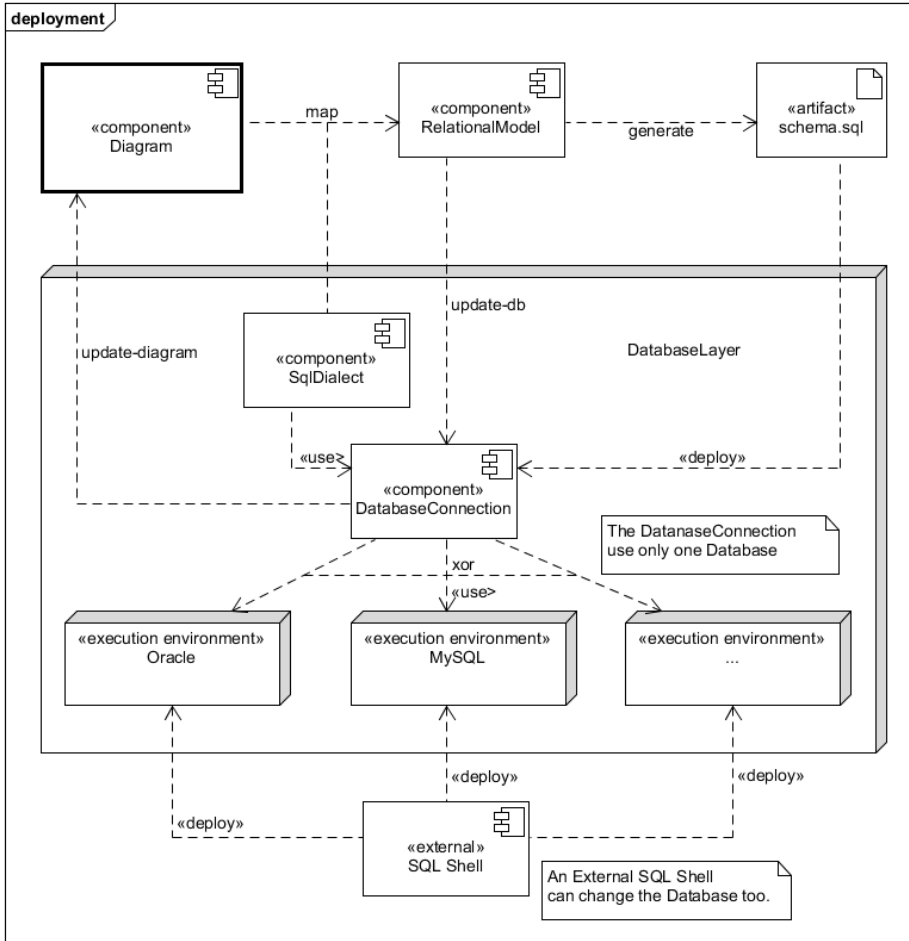 deployment
«component»
Diagram
map
«component»
RelationalModel
generate
«artifact»
schema.sql
update-db
update-diagram
DatabaseLayer
«component»
SqlDialect
«use>
«deploy»
«component»
DatabaseConnection
The DatanaseConnection
use only one Database
xor
«use>
«execution environment»
Oracle
«execution environment»
MySQL
«execution environment»
...
«deploy»
«deploy»
«deploy»
«external»
SQL Shell
An External SQL Shell
can change the Database too.